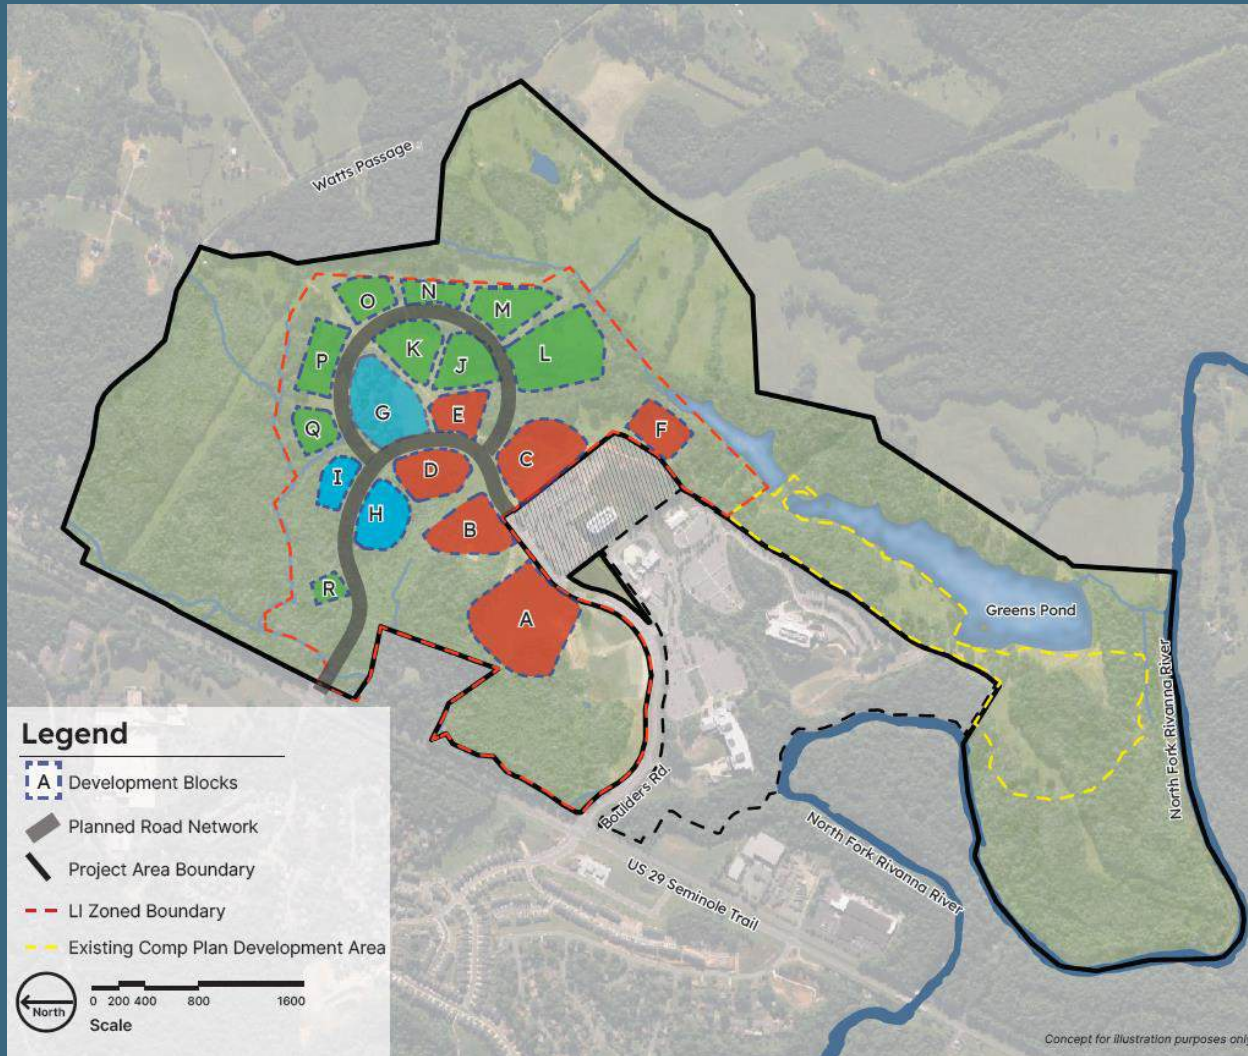 Watts Passage
O
N
M
P
K
J
L
G
E
Q
F
C
I
D
H
B
R
A
Greens Pond
North Fork Rivanna River
Boulders Rd.
North Fork Rivanna River
US 29 Seminole Trail
Legend
A Development Blocks
Planned Road Network
Project Area Boundary
LI Zoned Boundary
Existing Comp Plan Development Area
North
0 200 400 800 1600
Scale
Concept for illustration purposes only